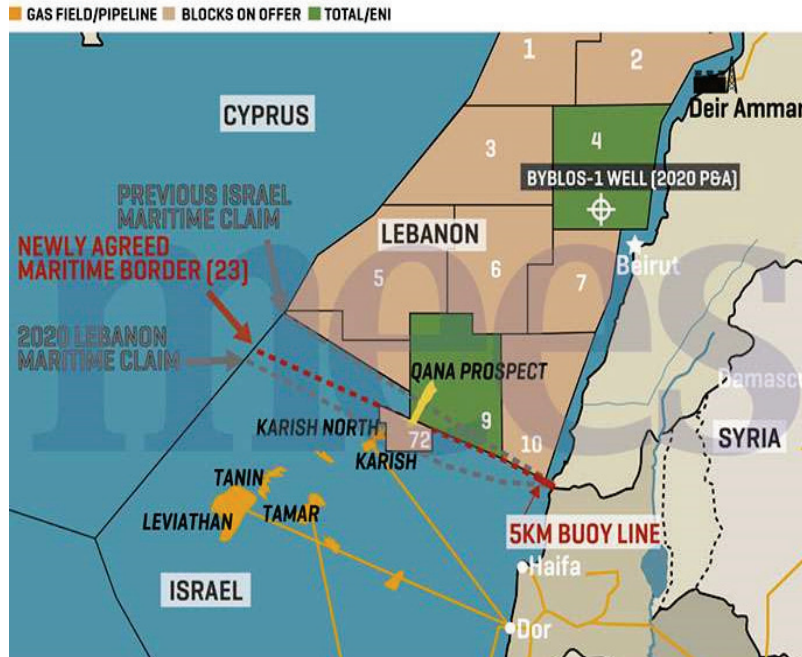 GAS FIELD/PIPELINE BLOCKS ON OFFER TOTAL/ENI
1
2
CYPRUS
Deir Ammar
3
4
BYBLOS-1 WELL (2020 P&A)
PREVIOUS ISRAEL
MARITIME CLAIM
LEBANON
NEWLY AGREED
MARITIME BORDER (23)
5
6
7
Beirut
2020 LEBANON
MARITIME CLAIM
mees
QANA PROSPECT
Damascu
KARISH NORTH
72
9
10
SYRIA
KARISH
TANIN
LEVIATHAN
TAMAR
5KM BUOY LINE
Haifa
ISRAEL
Dor